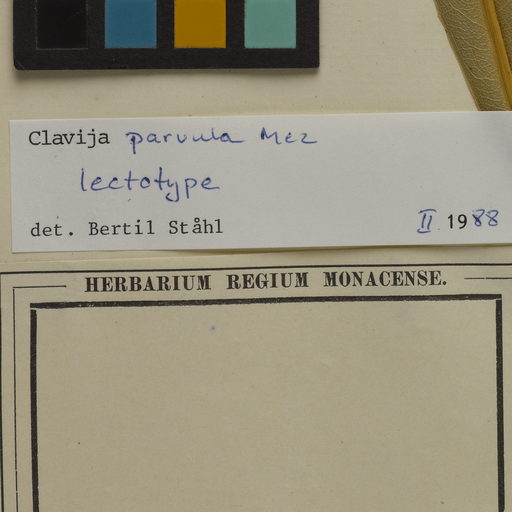 Clavija parvula Mez
lectotype
det. Bertil Ståhl II 1988
HERBARIUM REGIUM MONACENSE.